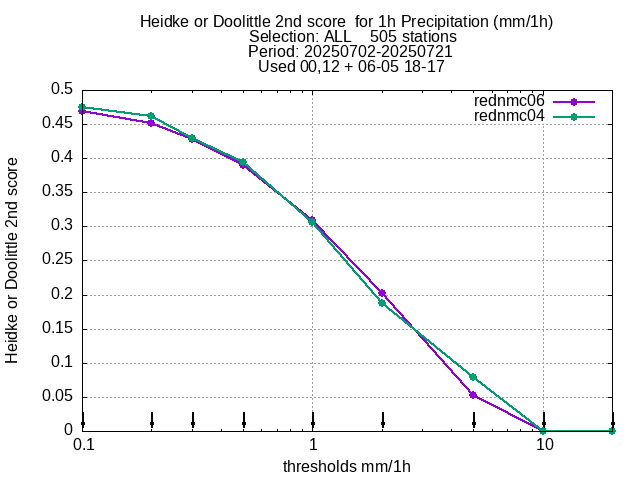 Heidke or Doolittle 2nd score  for 1h Precipitation (mm/1h)
Selection: ALL    505 stations
Period: 20250702-20250721
Used 00,12 + 06-05 18-17
rednmc06
rednmc04
0.5
0.45
0.4
0.35
0.3
0.25
0.2
0.15
0.1
0.05
0
Heidke or Doolittle 2nd score
0.1 1 10
thresholds mm/1h